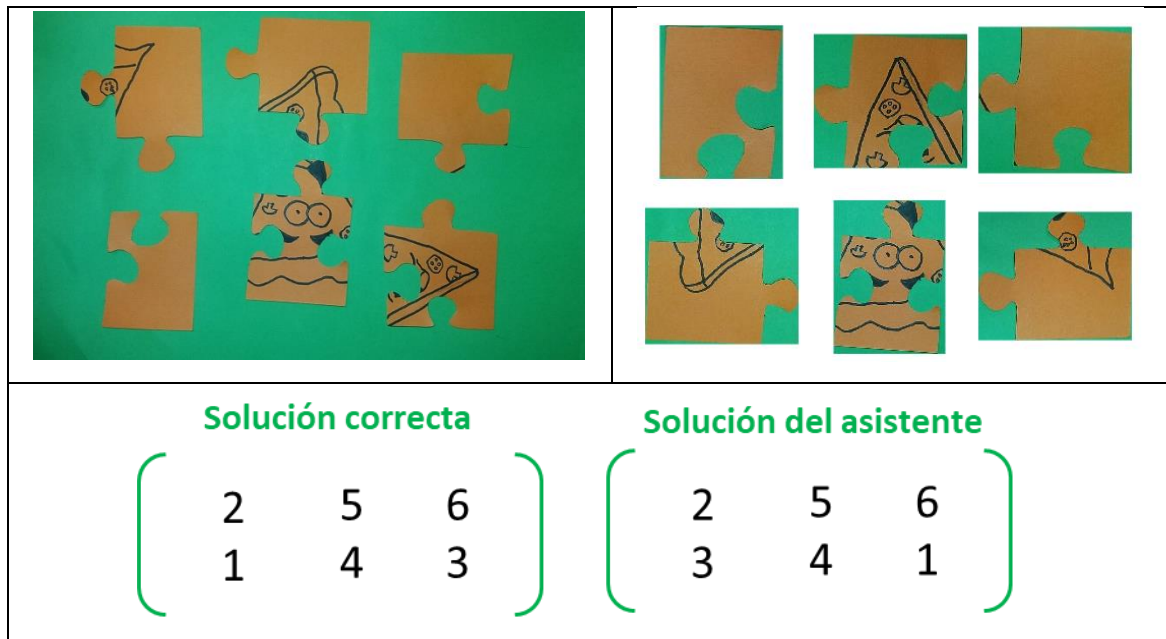 Solución correcta
2 5 6
1 4 3
Solución del asistente
2 5 6
3 4 1